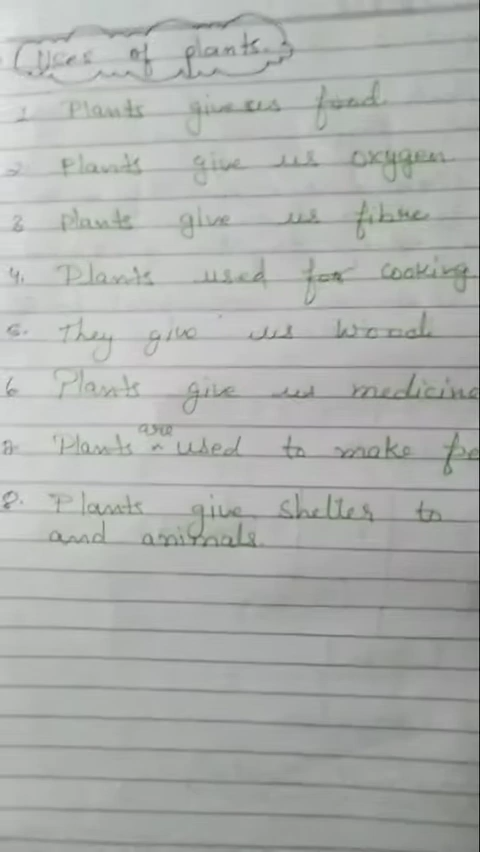 Uses of plants.
1 Plants give us food
2 Plants give us oxygen
3 Plants give us fibre
4. Plants used for cooking
5. They give us wood
6 Plants give us medicine
7. Plants are used to make
8. Plants give shelter to
and animals.